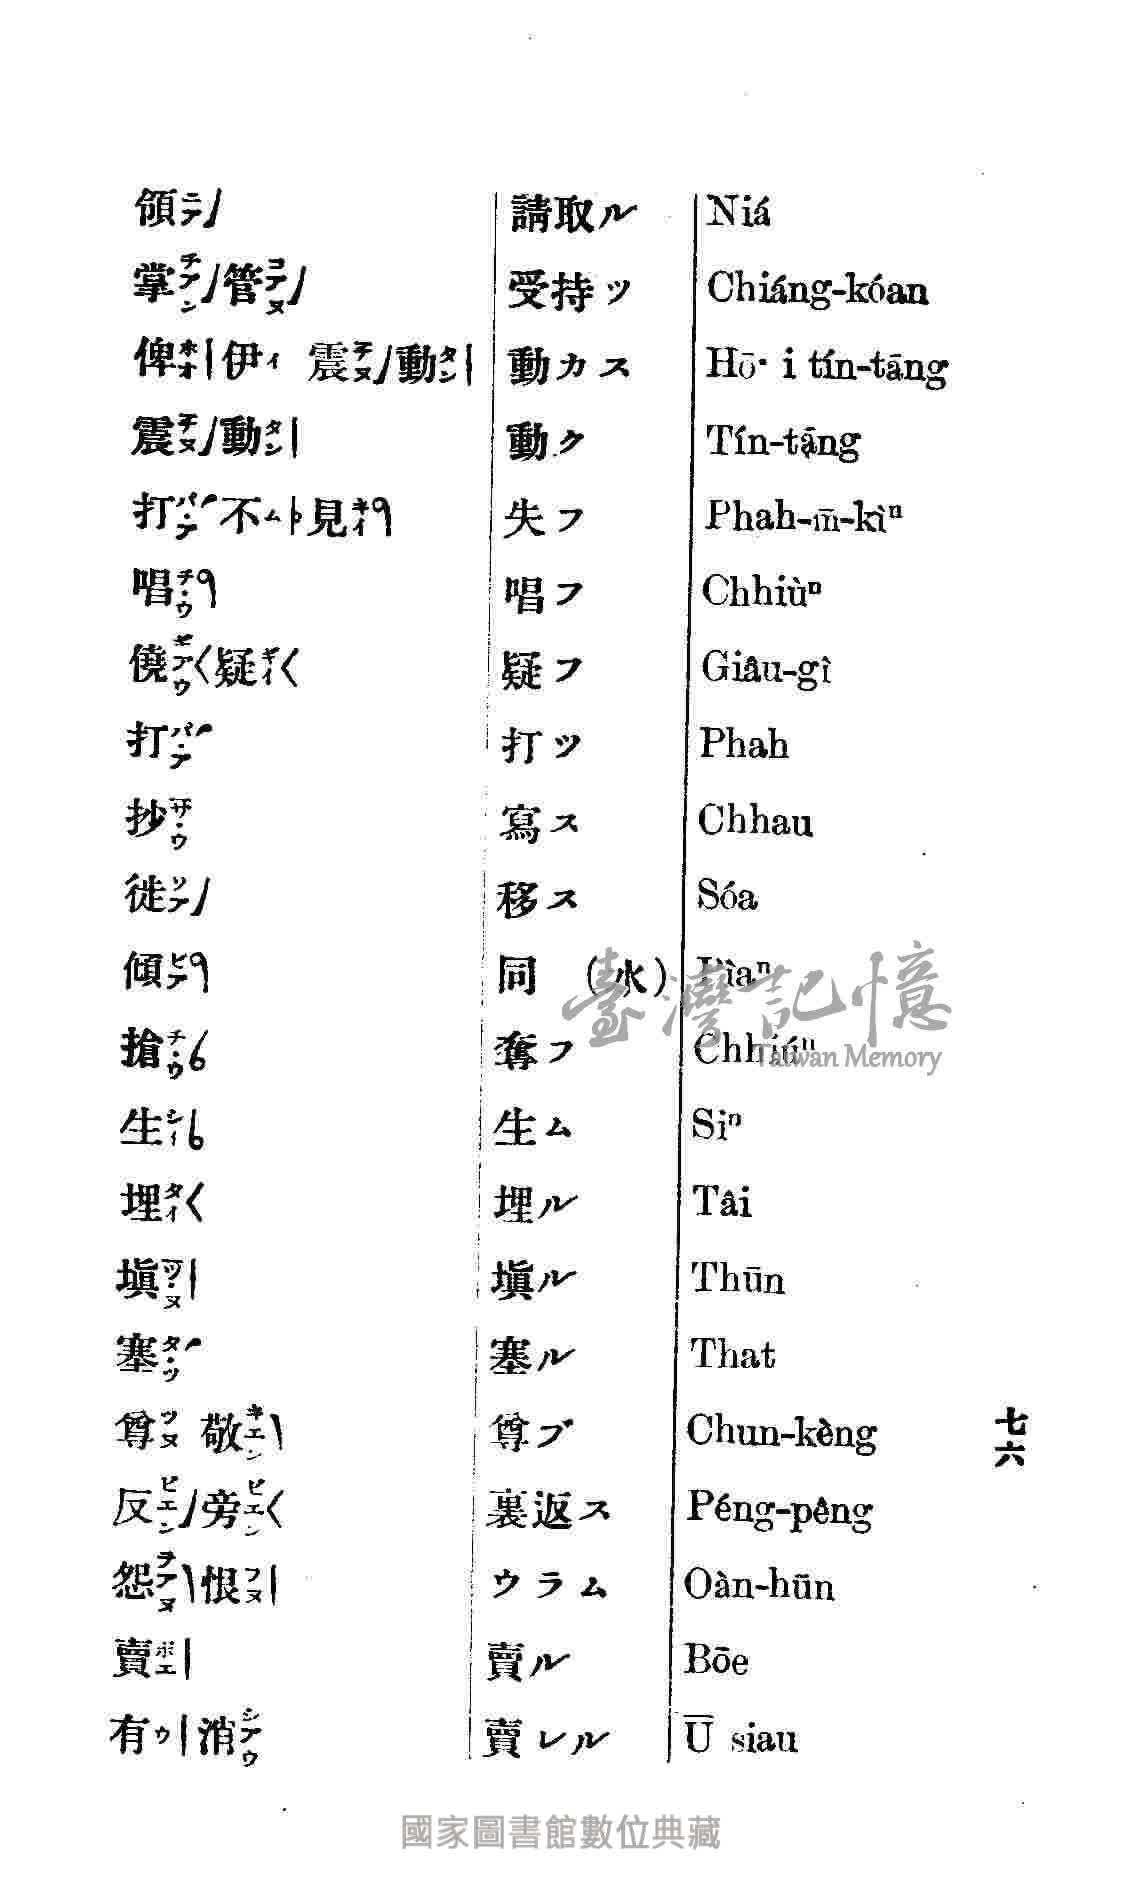 領ニア 請取ル Niá
掌チアン管コアヌ 受持ツ Chiáng-kóan
俾ホオ伊イ 震チヌ動タン 動カス Hō· i tín-tāng
震チヌ動タン 動ク Tín-tāng
打パア不ム見キイ 失フ Phah-m̄-kìⁿ
唱チウ 唱フ Chhiùⁿ
僥ギアウ疑ギイ 疑フ Giâu-gî
打パア 打ツ Phah
抄サウ 寫ス Chhau
徙ソア 移ス Sóa
傾ピア 同 (水) Pìaⁿ
搶チウ 奪フ Chhiúⁿ
生シイ 生ム Siⁿ
埋タイ 埋ル Tâi
塡ツヌ 塡ル Thūn
塞タツ 塞ル That
尊ツヌ 敬キエン 尊ブ Chun-kèng
反ピエン旁ピエン 裏返ス Péng-pêng
怨ヲアヌ恨フヌ ウラム Oàn-hūn
賣ボエ 賣ル Bōe
有ウ消シアウ 賣レル Ū siau
七六
臺灣記憶
Taiwan Memory
國家圖書館數位典藏